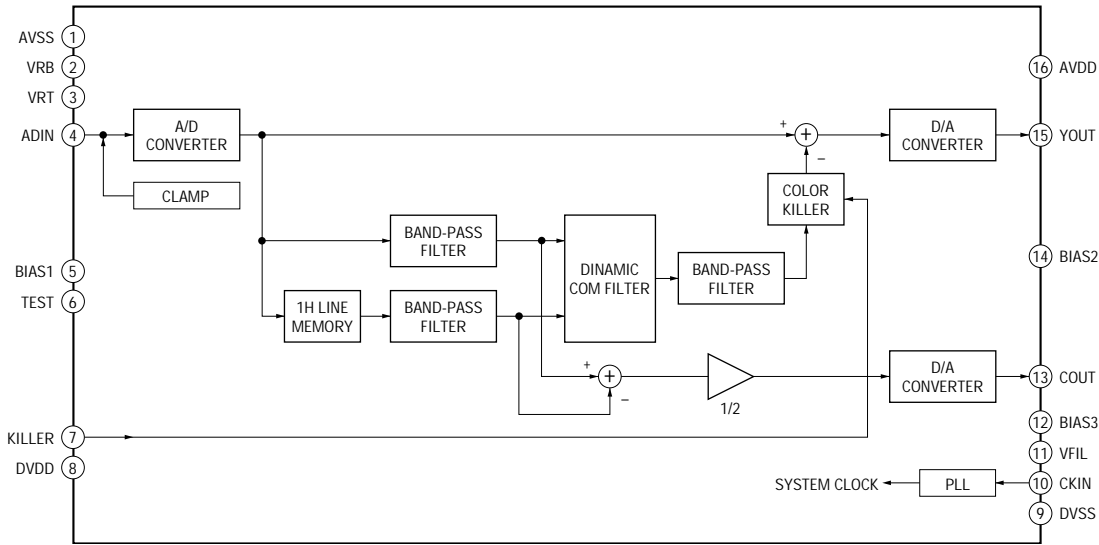 AVSS 1
VRB 2
VRT 3
ADIN 4
A/D
CONVERTER
CLAMP
BIAS1 5
TEST 6
1H LINE
MEMORY
BAND-PASS
FILTER
BAND-PASS
FILTER
DINAMIC
COM FILTER
BAND-PASS
FILTER
COLOR
KILLER
+
+
–
D/A
CONVERTER
16 AVDD
15 YOUT
14 BIAS2
+
+
–
1/2
D/A
CONVERTER
13 COUT
12 BIAS3
11 VFIL
KILLER 7
DVDD 8
SYSTEM CLOCK
PLL
10 CKIN
9 DVSS